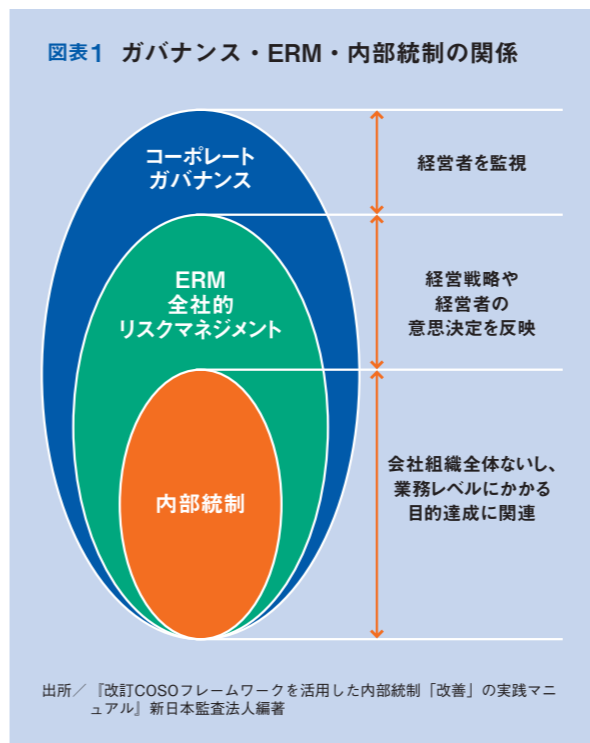 図表1 ガバナンス・ERM・内部統制の関係
コーポレート
ガバナンス
経営者を監視
ERM
全社的
リスクマネジメント
経営戦略や
経営者の
意思決定を反映
内部統制
会社組織全体ないし、
業務レベルにかかる
目的達成に関連
出所／『改訂COSOフレームワークを活用した内部統制「改善」の実践マニ
ュアル』新日本監査法人編著